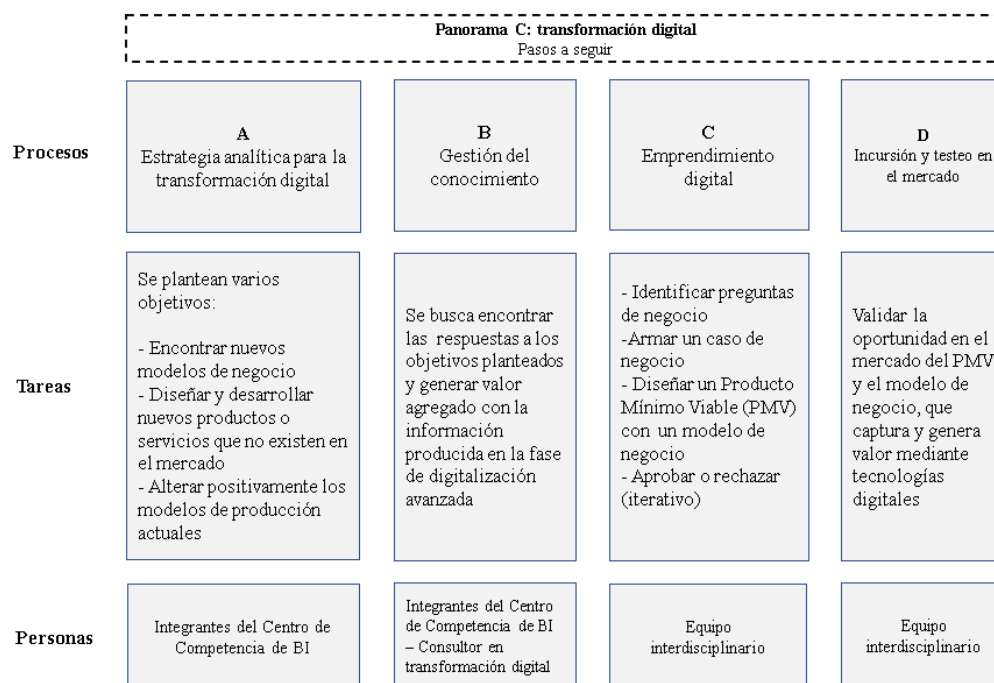 Panorama C: transformación digital
Pasos a seguir
Procesos
A
Estrategia analítica para la
transformación digital
B
Gestión del
conocimiento
C
Emprendimiento
digital
D
Incursión y testeo en
el mercado
Tareas
Se plantean varios
objetivos:
- Encontrar nuevos
modelos de negocio
- Diseñar y desarrollar
nuevos productos o
servicios que no existen en
el mercado
- Alterar positivamente los
modelos de producción
actuales
Se busca encontrar
las respuestas a los
objetivos planteados
y generar valor
agregado con la
información
producida en la fase
de digitalización
avanzada
- Identificar preguntas
de negocio
-Armar un caso de
negocio
- Diseñar un Producto
Mínimo Viable (PMV)
con un modelo de
negocio
- Aprobar o rechazar
(iterativo)
Validar la
oportunidad en el
mercado del PMV
y el modelo de
negocio, que
captura y genera
valor mediante
tecnologías
digitales
Personas
Integrantes del Centro de
Competencia de BI
Integrantes del Centro
de Competencia de BI
– Consultor en
transformación digital
Equipo
interdisciplinario
Equipo
interdisciplinario